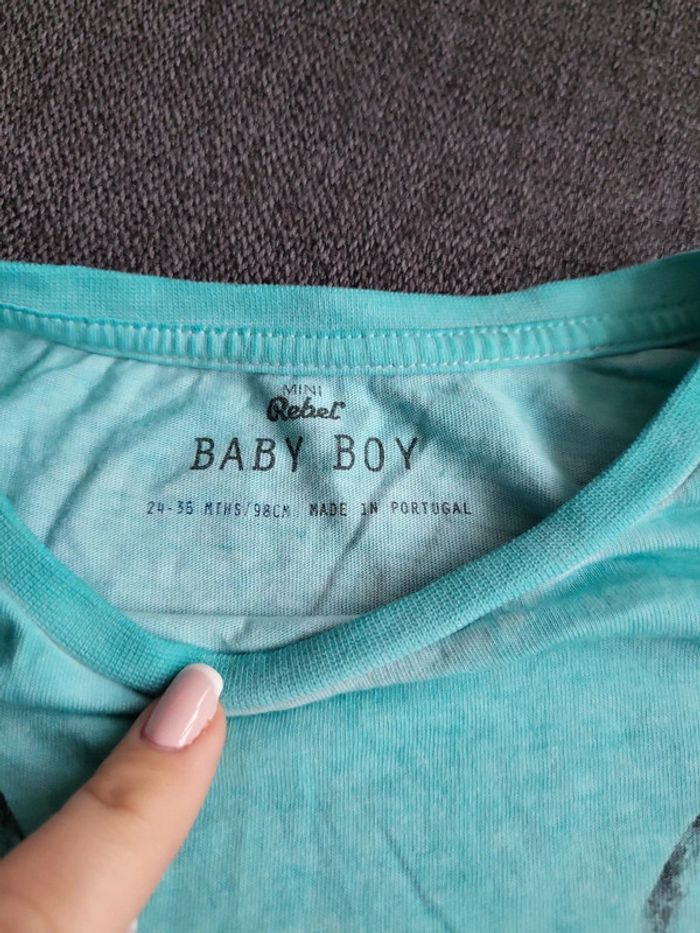 MINI
Rebel
BABY BOY
24-36 MTHS/98CM MADE IN PORTUGAL